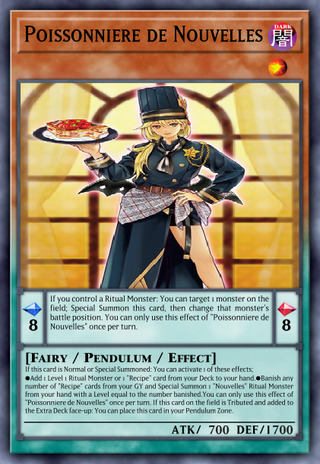 Poissonniere de Nouvelles
DARK
闇
If you control a Ritual Monster: You can target 1 monster on the
field; Special Summon this card, then change that monster's
battle position. You can only use this effect of "Poissonniere de
Nouvelles" once per turn.
8
8
[Fairy / Pendulum / Effect]
If this card is Normal or Special Summoned: You can activate 1 of these effects;
●Add 1 Level 1 Ritual Monster or 1 "Recipe" card from your Deck to your hand.●Banish any
number of "Recipe" cards from your GY and Special Summon 1 "Nouvelles" Ritual Monster
from your hand with a Level equal to the number banished.You can only use this effect of
"Poissonniere de Nouvelles" once per turn. If this card on the field is Tributed and added to
the Extra Deck face-up: You can place this card in your Pendulum Zone.
ATK/ 700 DEF/1700